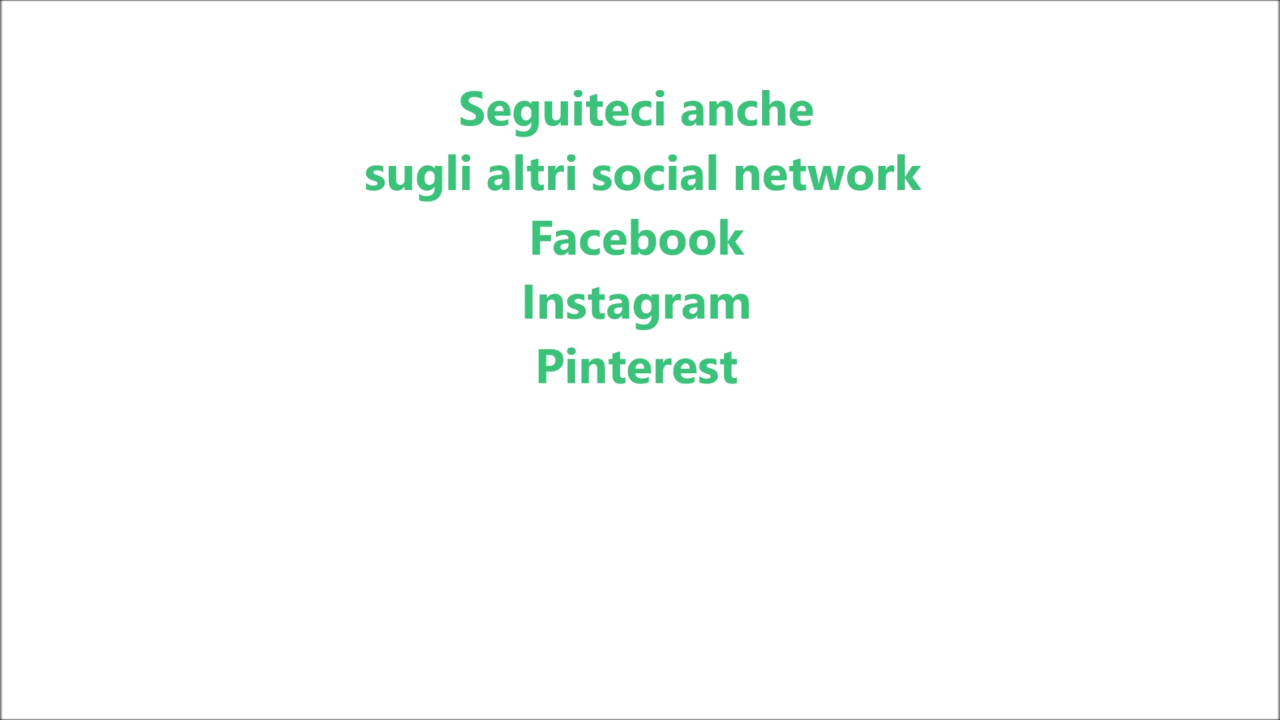 Seguiteci anche
sugli altri social network
Facebook
Instagram
Pinterest